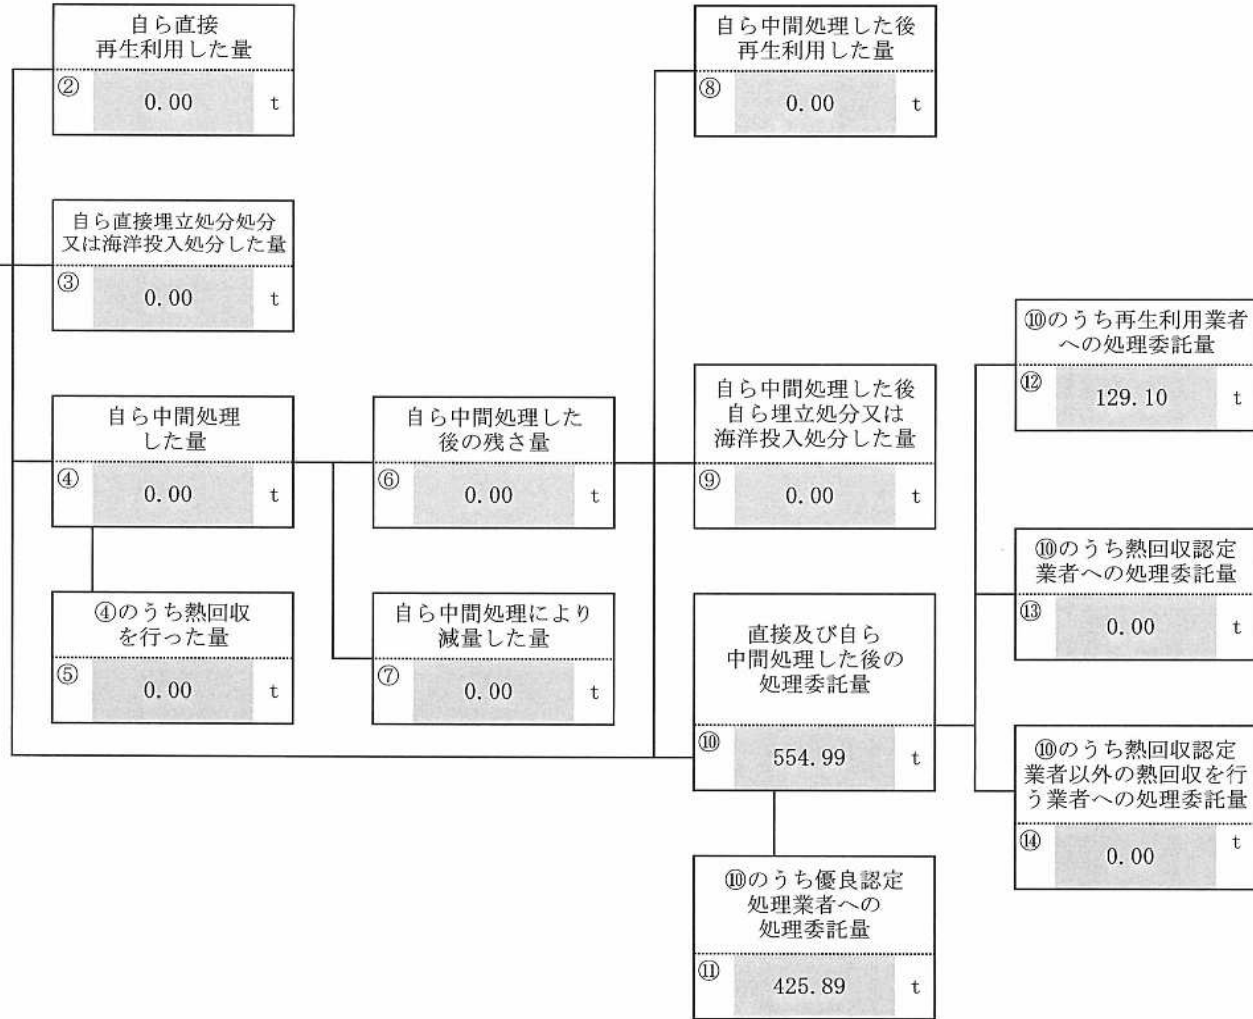 自ら直接
再生利用した量
②
0.00
t
自ら中間処理した後
再生利用した量
⑧
0.00
t
自ら直接埋立処分処分
又は海洋投入処分した量
③
0.00
t
⑩のうち再生利用業者
への処理委託量
⑫
129.10
t
自ら中間処理
した量
④
0.00
t
自ら中間処理した
後の残さ量
⑥
0.00
t
自ら中間処理した後
自ら埋立処分又は
海洋投入処分した量
⑨
0.00
t
⑩のうち熱回収認定
業者への処理委託量
⑬
0.00
t
④のうち熱回収
を行った量
⑤
0.00
t
自ら中間処理により
減量した量
⑦
0.00
t
直接及び自ら
中間処理した後の
処理委託量
⑩
554.99
t
⑩のうち熱回収認定
業者以外の熱回収を行
う業者への処理委託量
⑭
0.00
t
⑩のうち優良認定
処理業者への
処理委託量
⑪
425.89
t